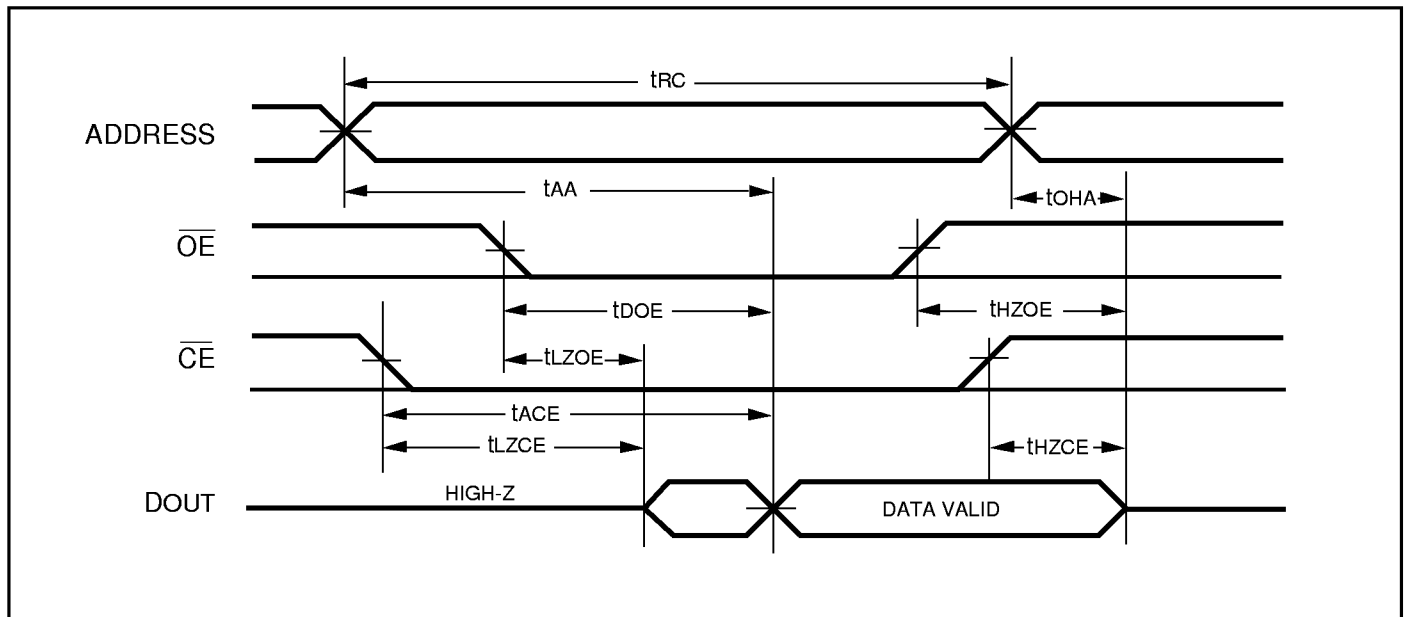 tRC
ADDRESS
tAA
tOHA
OE
tDOE
tHZOE
CE
tLZOE
tACE
tLZCE
tHZCE
HIGH-Z
DOUT
DATA VALID